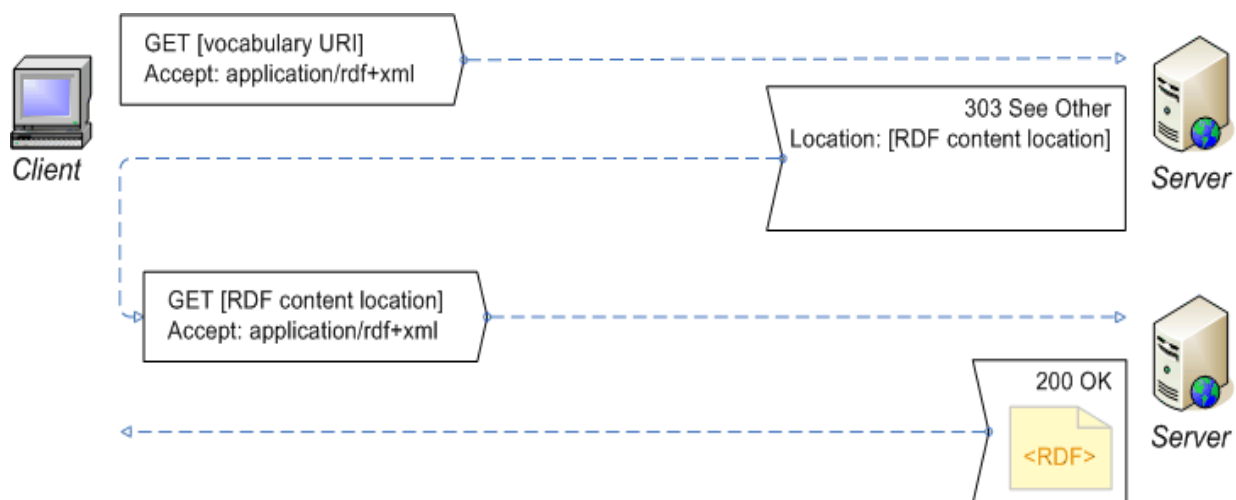 GET [vocabulary URI]
Accept: application/rdf+xml
Client
303 See Other
Location: [RDF content location]
Server
GET [RDF content location]
Accept: application/rdf+xml
200 OK
<RDF>
Server